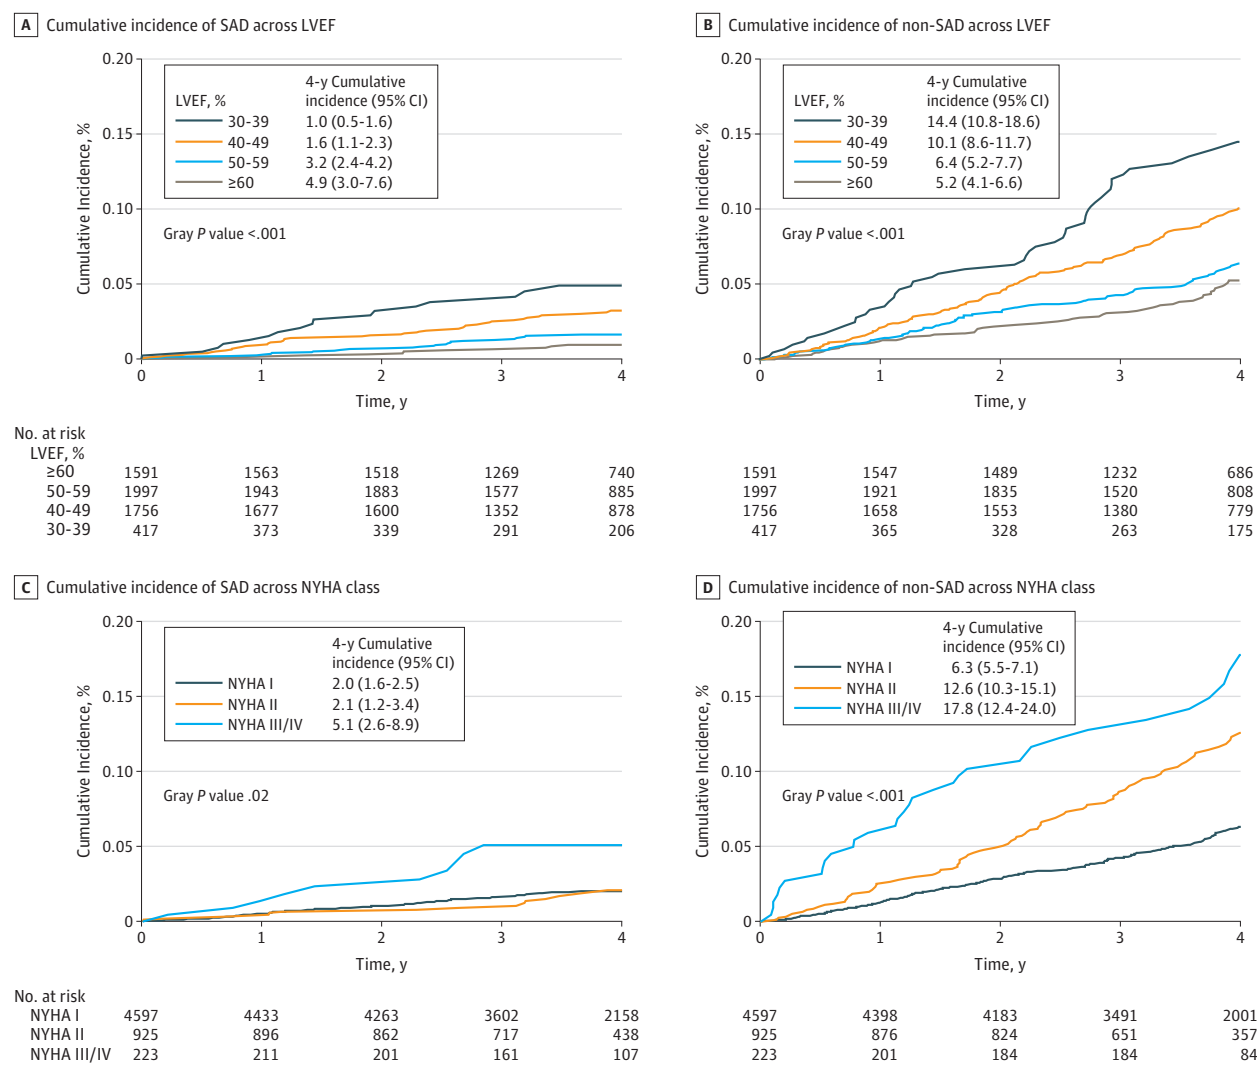 A Cumulative incidence of SAD across LVEF
0.20
0.15
0.10
0.05
0
Cumulative Incidence, %
LVEF, %
4-y Cumulative
incidence (95% CI)
30-39 1.0 (0.5-1.6)
40-49 1.6 (1.1-2.3)
50-59 3.2 (2.4-4.2)
≥60 4.9 (3.0-7.6)
Gray P value <.001
0 1 2 3 4
Time, y
No. at risk
LVEF, %
≥60 1591 1563 1518 1269 740
50-59 1997 1943 1883 1577 885
40-49 1756 1677 1600 1352 878
30-39 417 373 339 291 206
B Cumulative incidence of non-SAD across LVEF
0.20
0.15
0.10
0.05
0
Cumulative Incidence, %
LVEF, %
4-y Cumulative
incidence (95% CI)
30-39 14.4 (10.8-18.6)
40-49 10.1 (8.6-11.7)
50-59 6.4 (5.2-7.7)
≥60 5.2 (4.1-6.6)
Gray P value <.001
0 1 2 3 4
Time, y
1591 1547 1489 1232 686
1997 1921 1835 1520 808
1756 1658 1553 1380 779
417 365 328 263 175
C Cumulative incidence of SAD across NYHA class
0.20
0.15
0.10
0.05
0
Cumulative Incidence, %
4-y Cumulative
incidence (95% CI)
NYHA I 2.0 (1.6-2.5)
NYHA II 2.1 (1.2-3.4)
NYHA III/IV 5.1 (2.6-8.9)
Gray P value .02
0 1 2 3 4
Time, y
No. at risk
NYHA I 4597 4433 4263 3602 2158
NYHA II 925 896 862 717 438
NYHA III/IV 223 211 201 161 107
D Cumulative incidence of non-SAD across NYHA class
0.20
0.15
0.10
0.05
0
Cumulative Incidence, %
4-y Cumulative
incidence (95% CI)
NYHA I 6.3 (5.5-7.1)
NYHA II 12.6 (10.3-15.1)
NYHA III/IV 17.8 (12.4-24.0)
Gray P value <.001
0 1 2 3 4
Time, y
4597 4398 4183 3491 2001
925 876 824 651 357
223 201 184 184 84